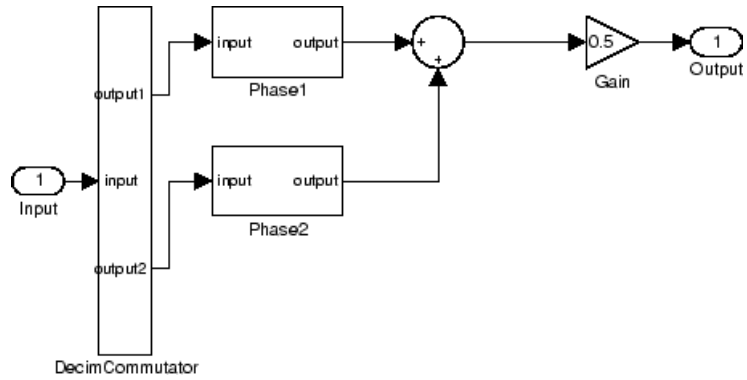 output1
input
output2
DecimCommutator
1
Input
input output
Phase1
input output
Phase2
+
+
0.5
Gain
1
Output